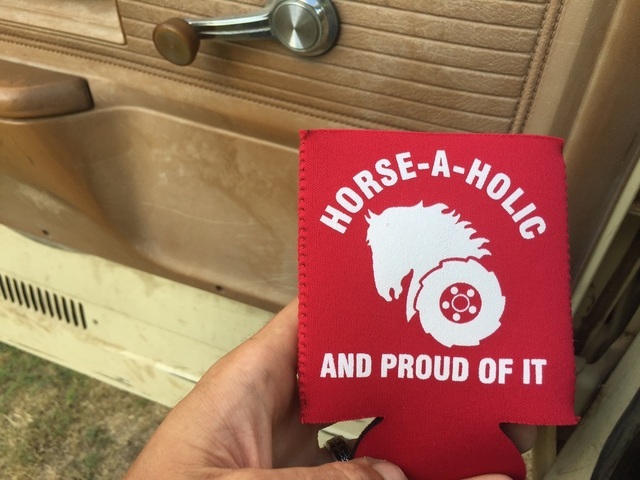 HORSE-A-HOLIC
AND PROUD OF IT